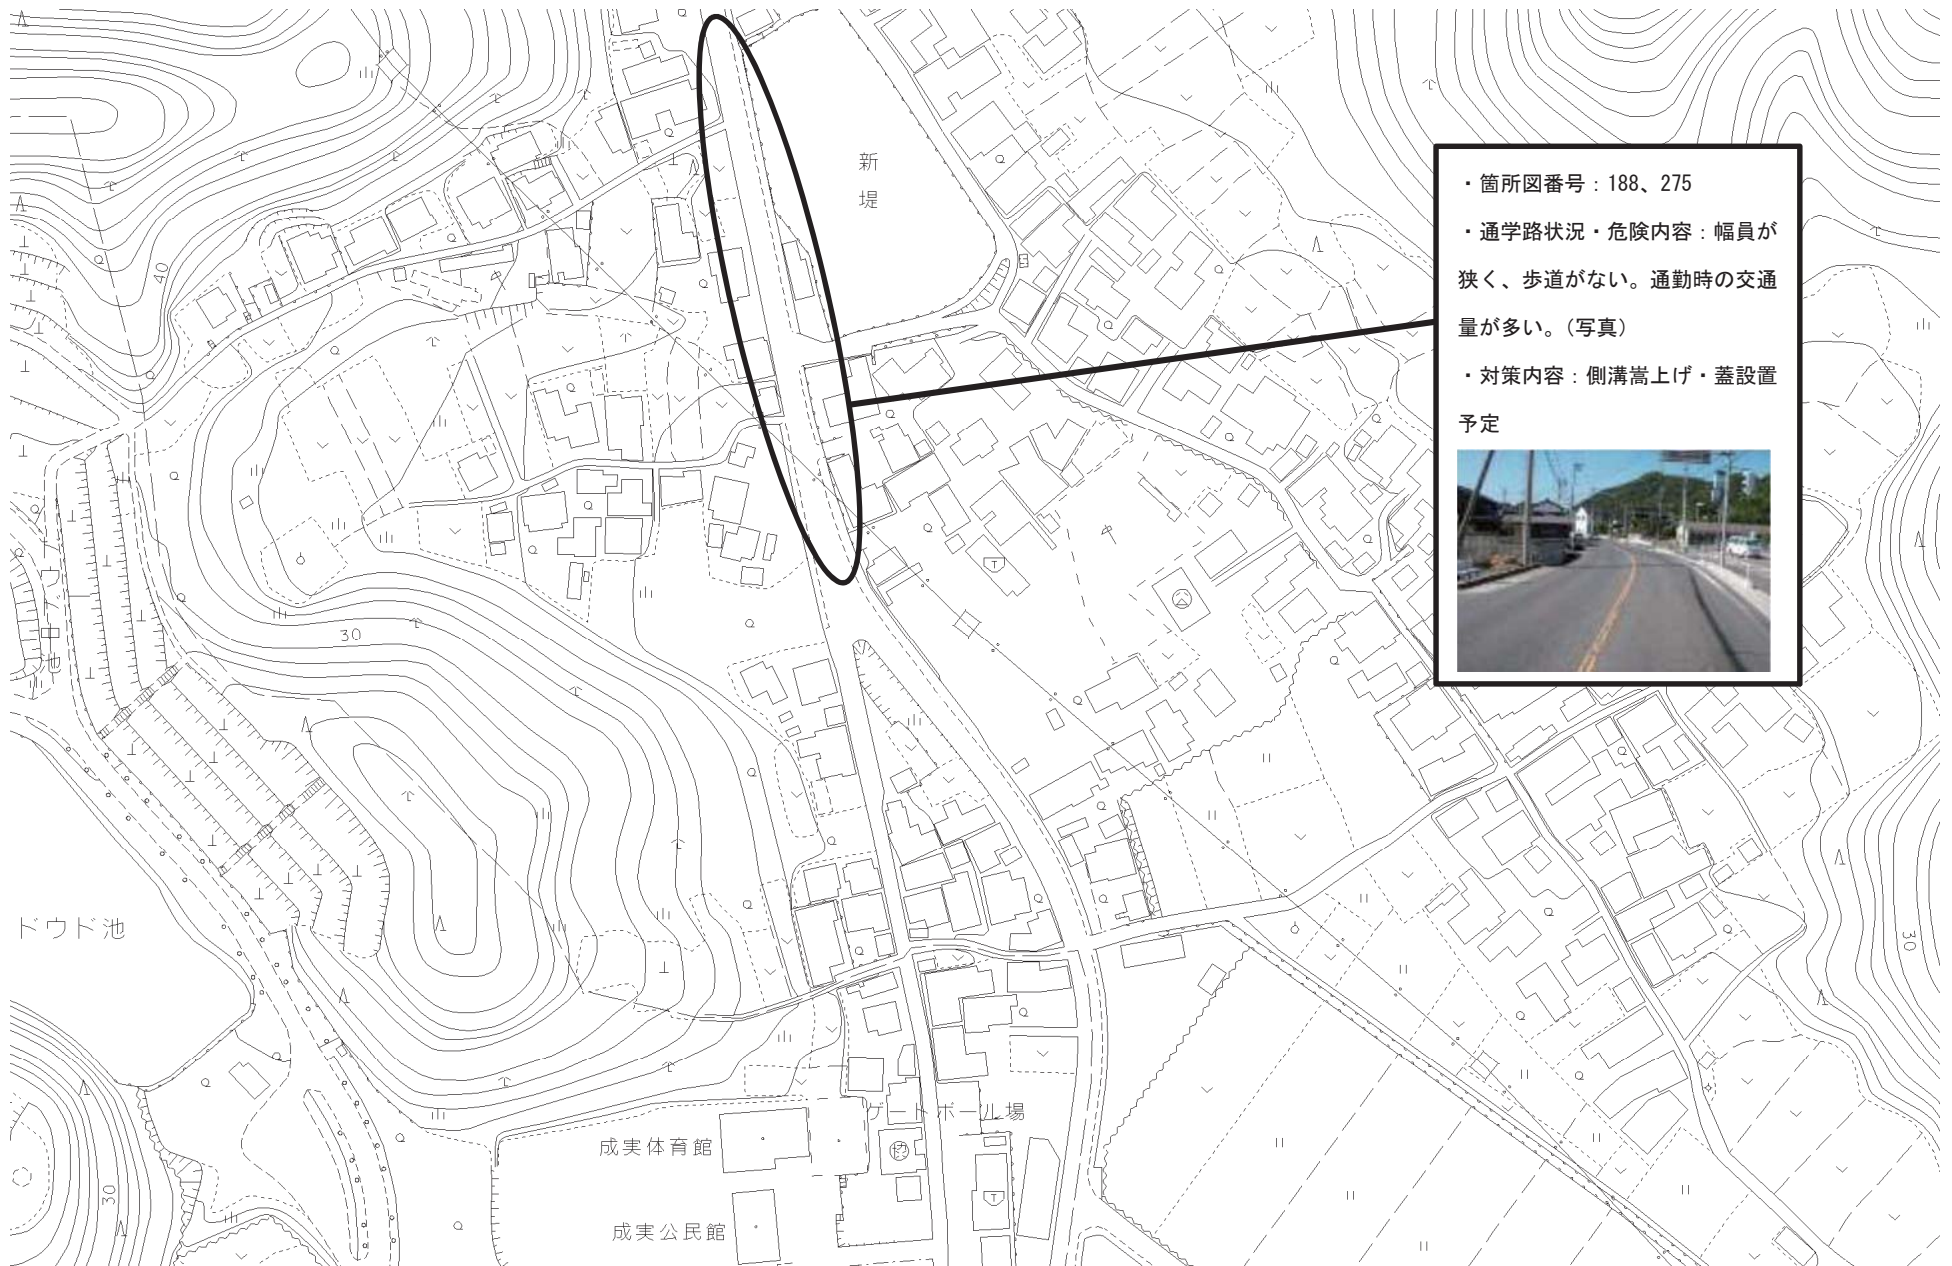 新
堤
・箇所図番号：188、275
・通学路状況・危険内容：幅員が
狭く、歩道がない。通勤時の交通
量が多い。（写真）
・対策内容：側溝嵩上げ・蓋設置
予定
40
30
ドウド池
30
ゲートボール場
成実体育館
成実公民館
30